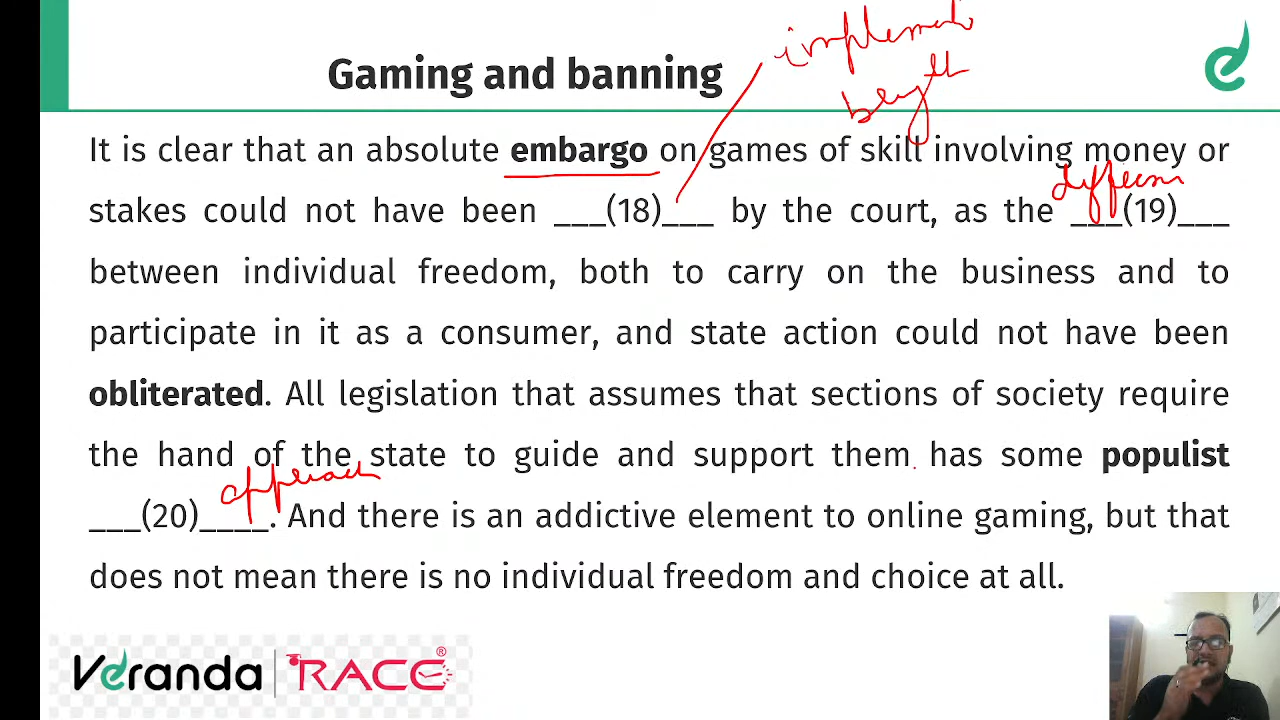 implement
Gaming and banning
It is clear that an absolute embargo on games of skill involving money or
stakes could not have been ___(18)___ by the court, as the ___(19)___
between individual freedom, both to carry on the business and to
participate in it as a consumer, and state action could not have been
obliterated. All legislation that assumes that sections of society require
the hand of the state to guide and support them has some populist
approach
___(20)____. And there is an addictive element to online gaming, but that
does not mean there is no individual freedom and choice at all.
Veranda RACE®